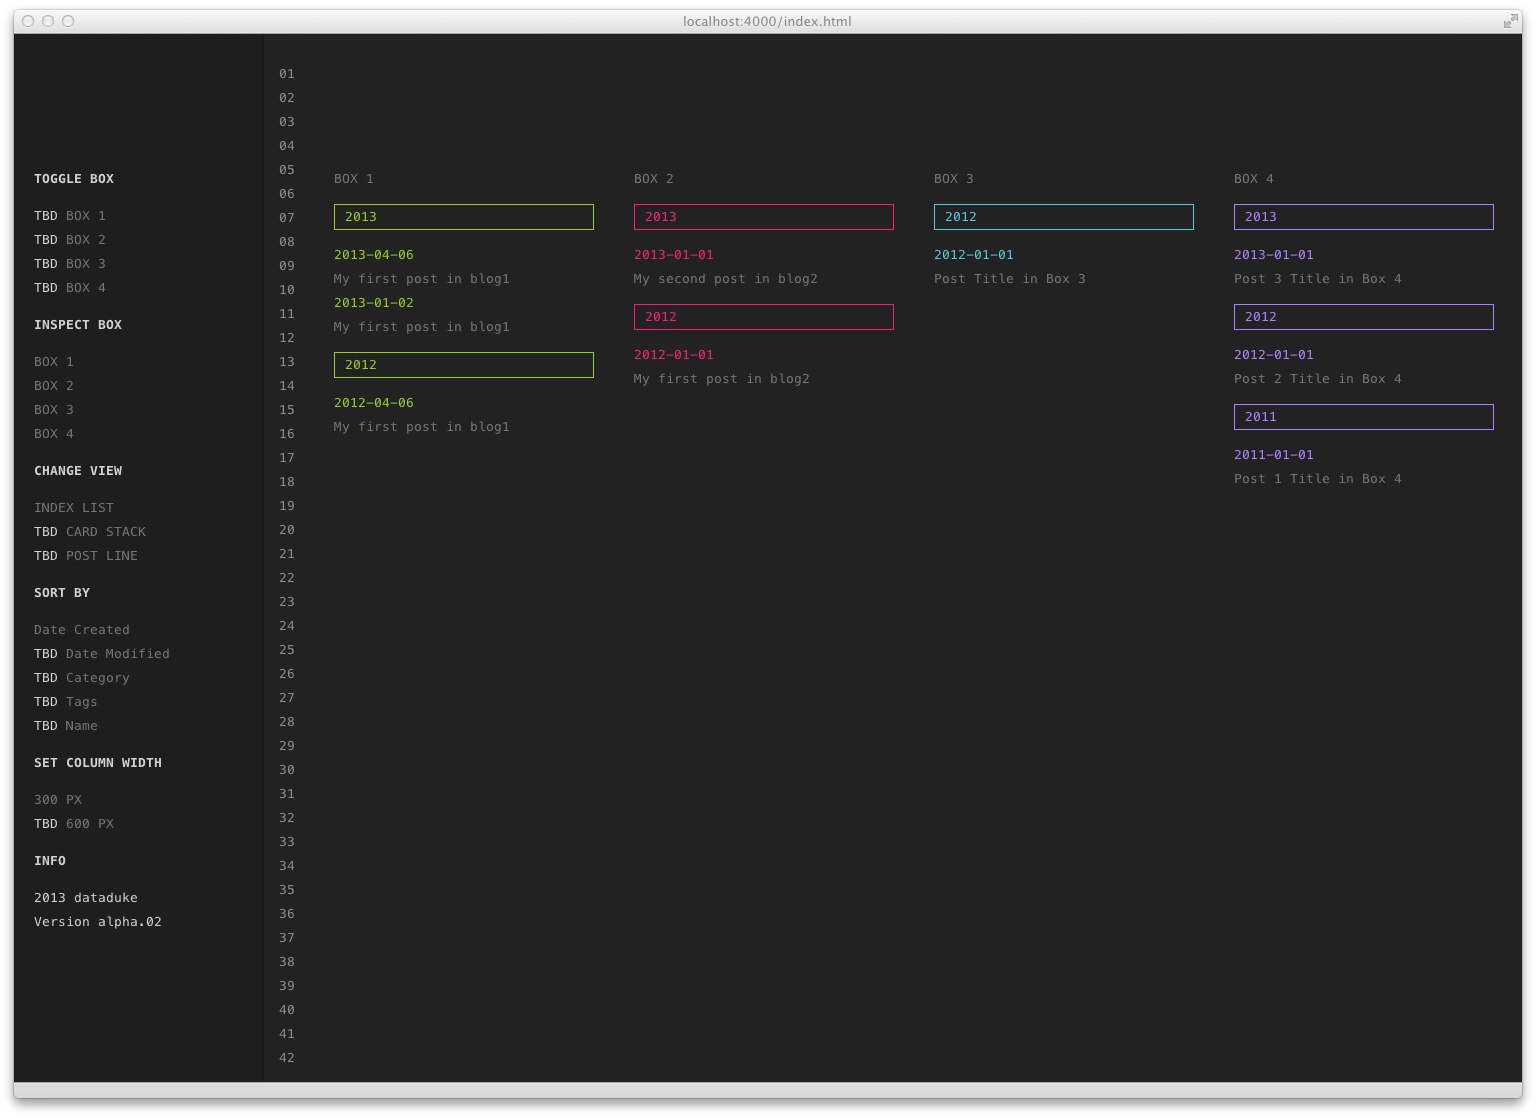 localhost:4000/index.html
TOGGLE BOX
TBD BOX 1
TBD BOX 2
TBD BOX 3
TBD BOX 4
INSPECT BOX
BOX 1
BOX 2
BOX 3
BOX 4
CHANGE VIEW
INDEX LIST
TBD CARD STACK
TBD POST LINE
SORT BY
Date Created
TBD Date Modified
TBD Category
TBD Tags
TBD Name
SET COLUMN WIDTH
300 PX
TBD 600 PX
INFO
2013 dataduke
Version alpha.02
01
02
03
04
05
06
07
08
09
10
11
12
13
14
15
16
17
18
19
20
21
22
23
24
25
26
27
28
29
30
31
32
33
34
35
36
37
38
39
40
41
42
BOX 1
2013
2013-04-06
My first post in blog1
2013-01-02
My first post in blog1
2012
2012-04-06
My first post in blog1
BOX 2
2013
2013-01-01
My second post in blog2
2012
2012-01-01
My first post in blog2
BOX 3
2012
2012-01-01
Post Title in Box 3
BOX 4
2013
2013-01-01
Post 3 Title in Box 4
2012
2012-01-01
Post 2 Title in Box 4
2011
2011-01-01
Post 1 Title in Box 4